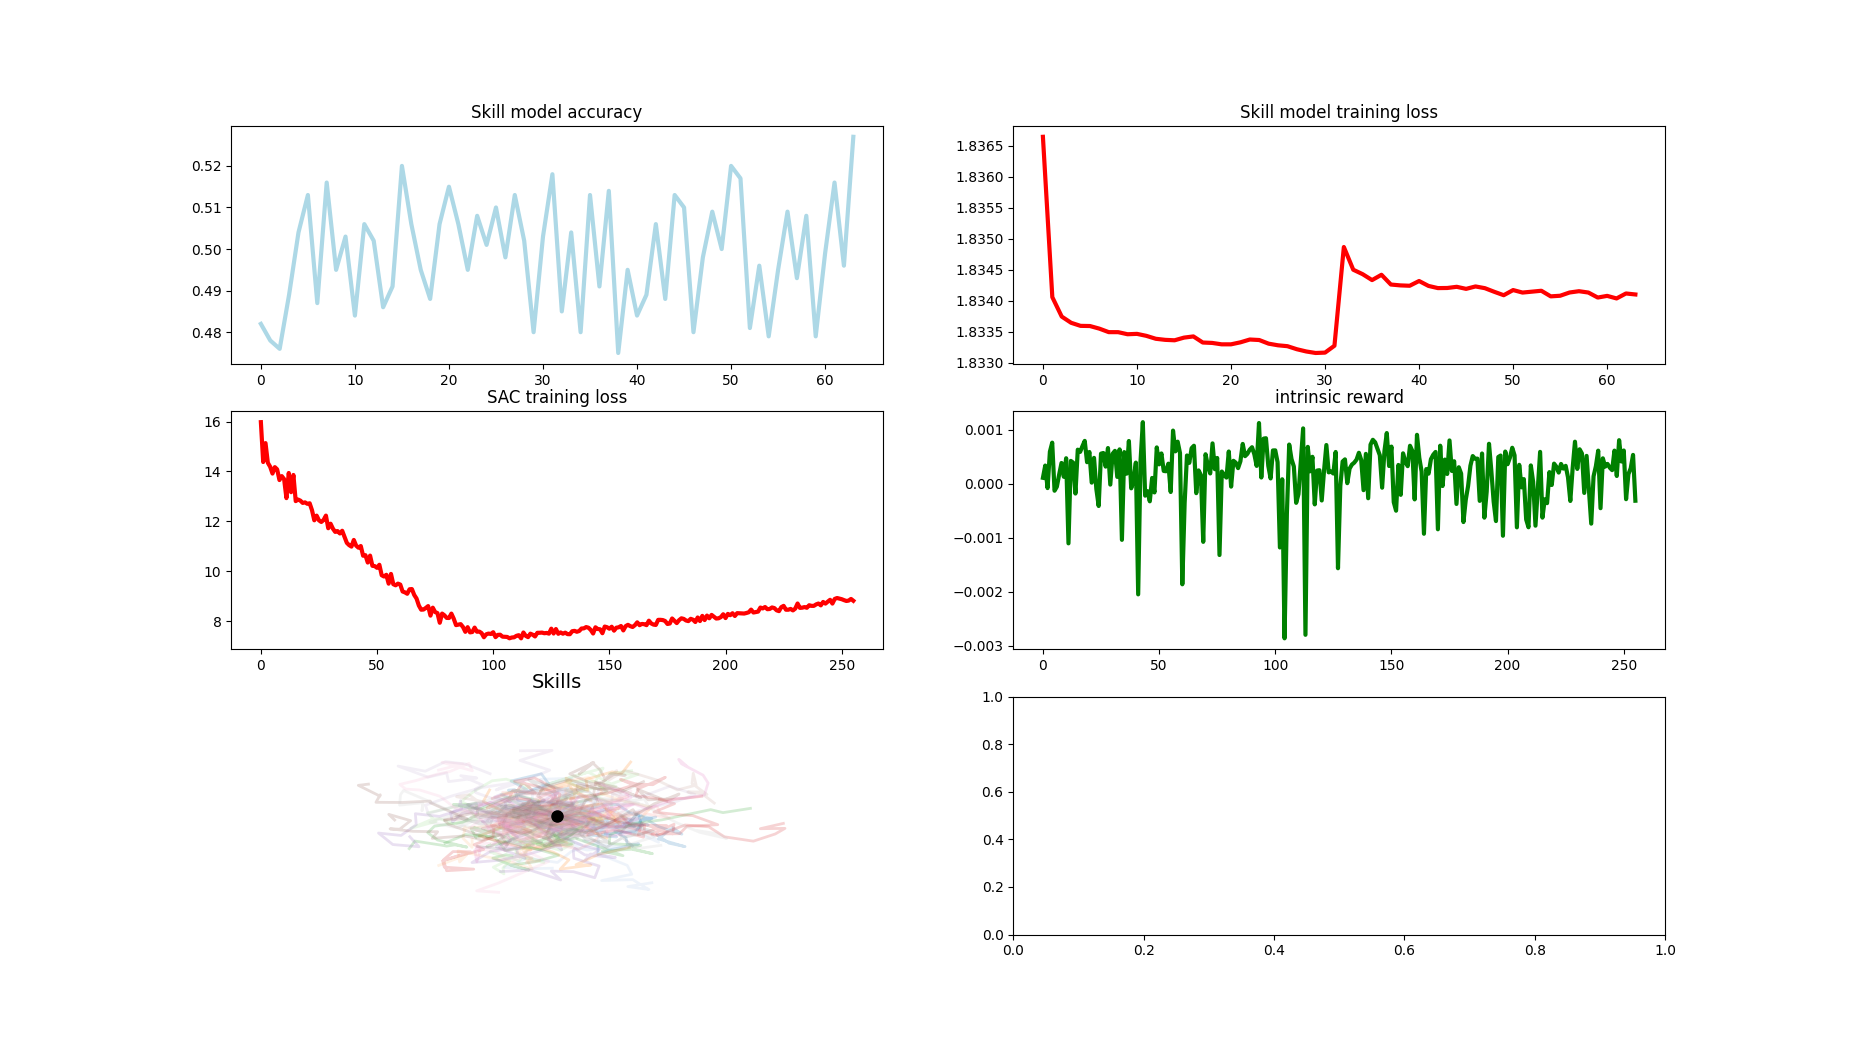 Skill model accuracy
0.52
0.51
0.50
0.49
0.48
0 10 20 30 40 50 60
Skill model training loss
1.8365
1.8360
1.8355
1.8350
1.8345
1.8340
1.8335
1.8330
0 10 20 30 40 50 60
SAC training loss
16
14
12
10
8
0 50 100 150 200 250
intrinsic reward
0.001
0.000
−0.001
−0.002
−0.003
0 50 100 150 200 250
Skills
1.0
0.8
0.6
0.4
0.2
0.0
0.0 0.2 0.4 0.6 0.8 1.0